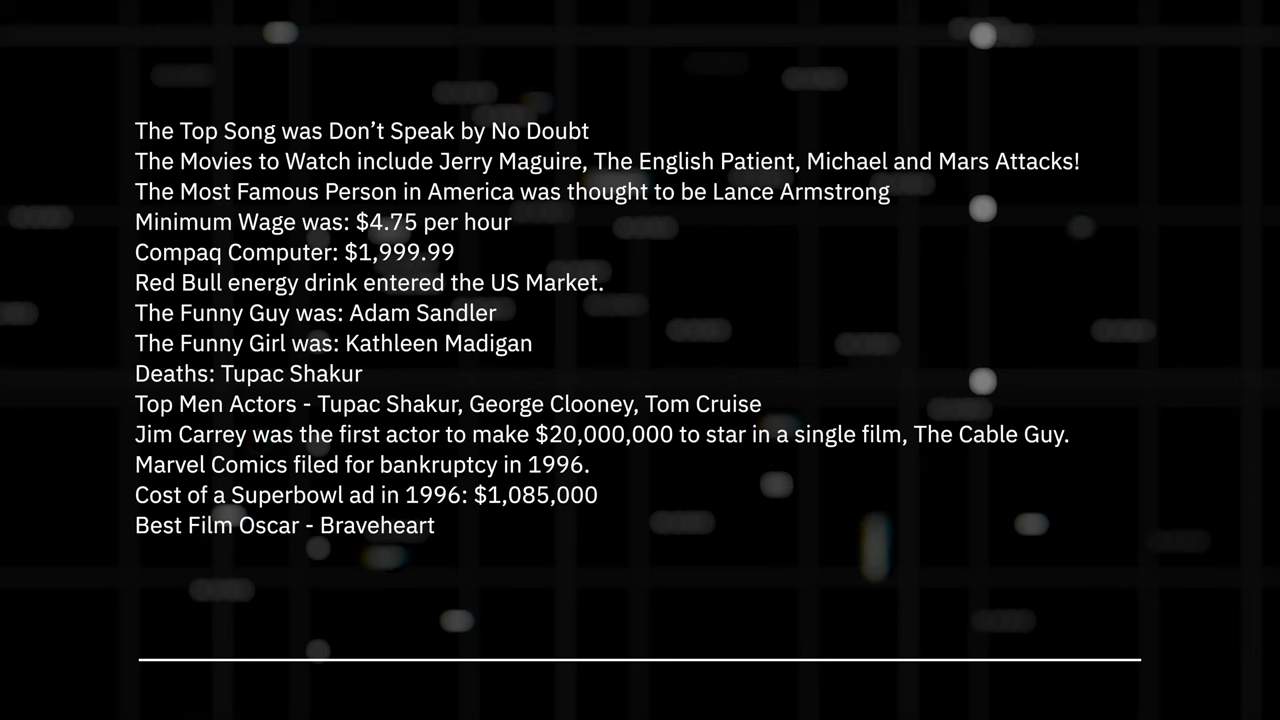 The Top Song was Don’t Speak by No Doubt
The Movies to Watch include Jerry Maguire, The English Patient, Michael and Mars Attacks!
The Most Famous Person in America was thought to be Lance Armstrong
Minimum Wage was: $4.75 per hour
Compaq Computer: $1,999.99
Red Bull energy drink entered the US Market.
The Funny Guy was: Adam Sandler
The Funny Girl was: Kathleen Madigan
Deaths: Tupac Shakur
Top Men Actors - Tupac Shakur, George Clooney, Tom Cruise
Jim Carrey was the first actor to make $20,000,000 to star in a single film, The Cable Guy.
Marvel Comics filed for bankruptcy in 1996.
Cost of a Superbowl ad in 1996: $1,085,000
Best Film Oscar - Braveheart